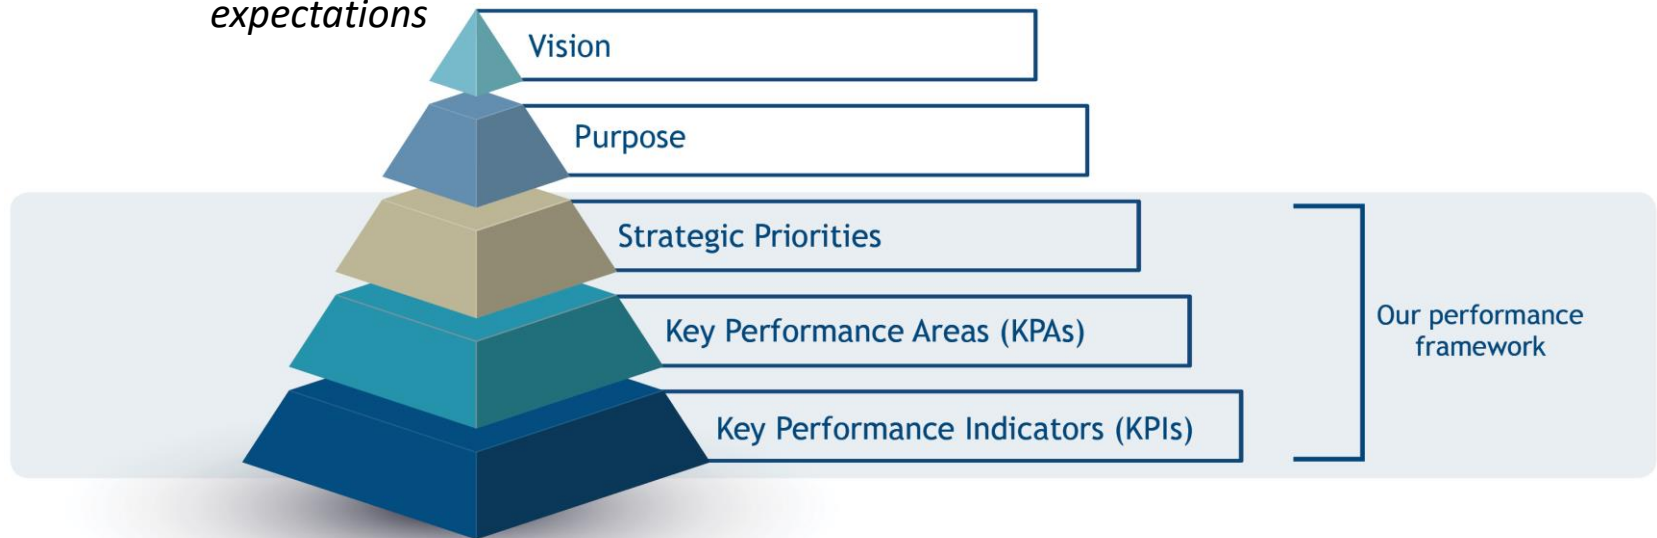 expectations
Vision
Purpose
Strategic Priorities
Key Performance Areas (KPAs)
Key Performance Indicators (KPIs)
Our performance
framework